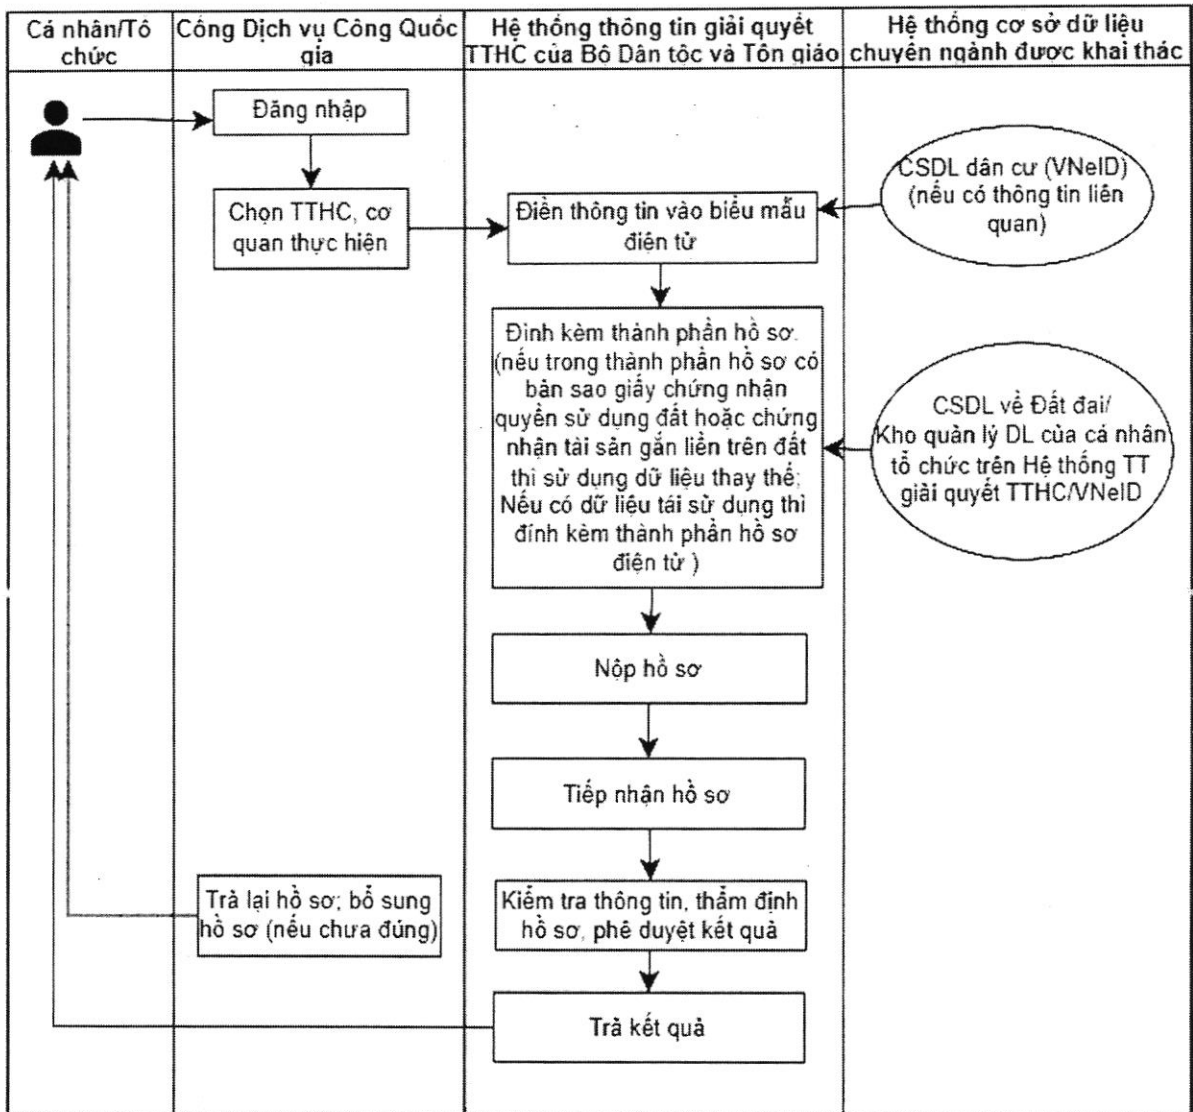 Cá nhân/Tổ
chức
Cổng Dịch vụ Công Quốc
gia
Hệ thống thông tin giải quyết
TTHC của Bộ Dân tộc và Tôn giáo
Hệ thống cơ sở dữ liệu
chuyên ngành được khai thác
Đăng nhập
CSDL dân cư (VNeID)
(nếu có thông tin liên
quan)
Chọn TTHC, cơ
quan thực hiện
Điền thông tin vào biểu mẫu
điện tử
Đính kèm thành phần hồ sơ.
(nếu trong thành phần hồ sơ có
bản sao giấy chứng nhận
quyền sử dụng đất hoặc chứng
nhận tài sản gắn liền trên đất
thì sử dụng dữ liệu thay thế;
Nếu có dữ liệu tái sử dụng thì
đính kèm thành phần hồ sơ
điện tử )
CSDL về Đất đai/
Kho quản lý DL của cá nhân
tổ chức trên Hệ thống TT
giải quyết TTHC/VNeID
Nộp hồ sơ
Tiếp nhận hồ sơ
Trả lại hồ sơ; bổ sung
hồ sơ (nếu chưa đúng)
Kiểm tra thông tin, thẩm định
hồ sơ, phê duyệt kết quả
Trả kết quả